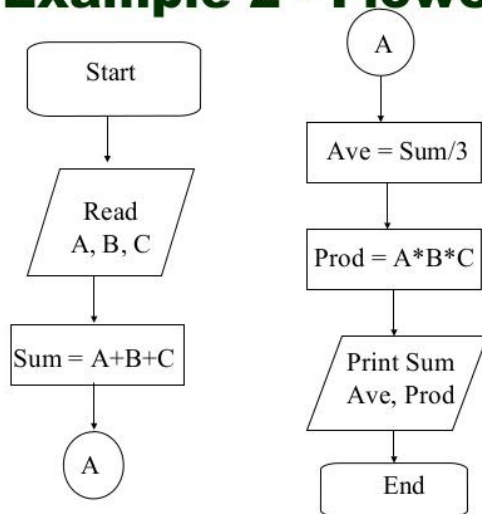 Start
Read
A, B, C
Sum = A+B+C
A
A
Ave = Sum/3
Prod = A*B*C
Print Sum
Ave, Prod
End